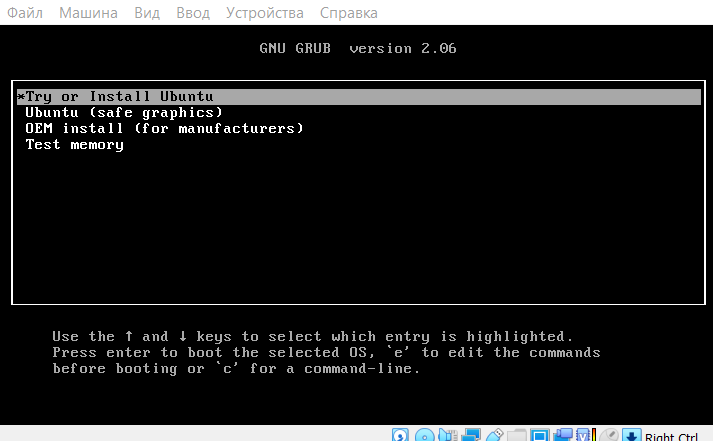 Файл Машина Вид Ввод Устройства Справка
GNU GRUB version 2.06
*Try or Install Ubuntu
Ubuntu (safe graphics)
OEM install (for manufacturers)
Test memory
Use the ↑ and ↓ keys to select which entry is highlighted.
Press enter to boot the selected OS, `e' to edit the commands
before booting or `c' for a command-line.
Right Ctrl